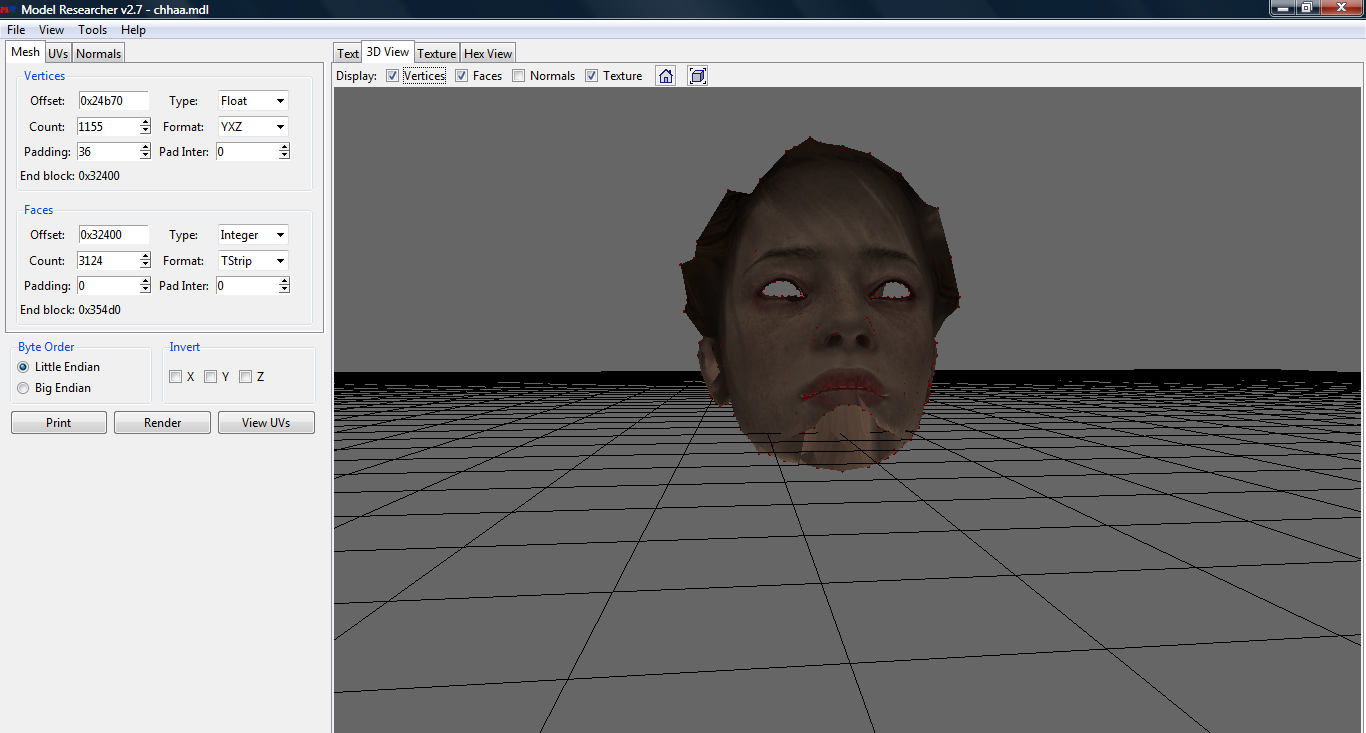 Model Researcher v2.7 - chhaa.mdl
File View Tools Help
Mesh UVs Normals
Vertices
Offset: 0x24b70 Type: Float
Count: 1155 Format: YXZ
Padding: 36 Pad Inter: 0
End block: 0x32400
Faces
Offset: 0x32400 Type: Integer
Count: 3124 Format: TStrip
Padding: 0 Pad Inter: 0
End block: 0x354d0
Byte Order
Little Endian
Big Endian
Invert
X Y Z
Print Render View UVs
Text 3D View Texture Hex View
Display: Vertices Faces Normals Texture